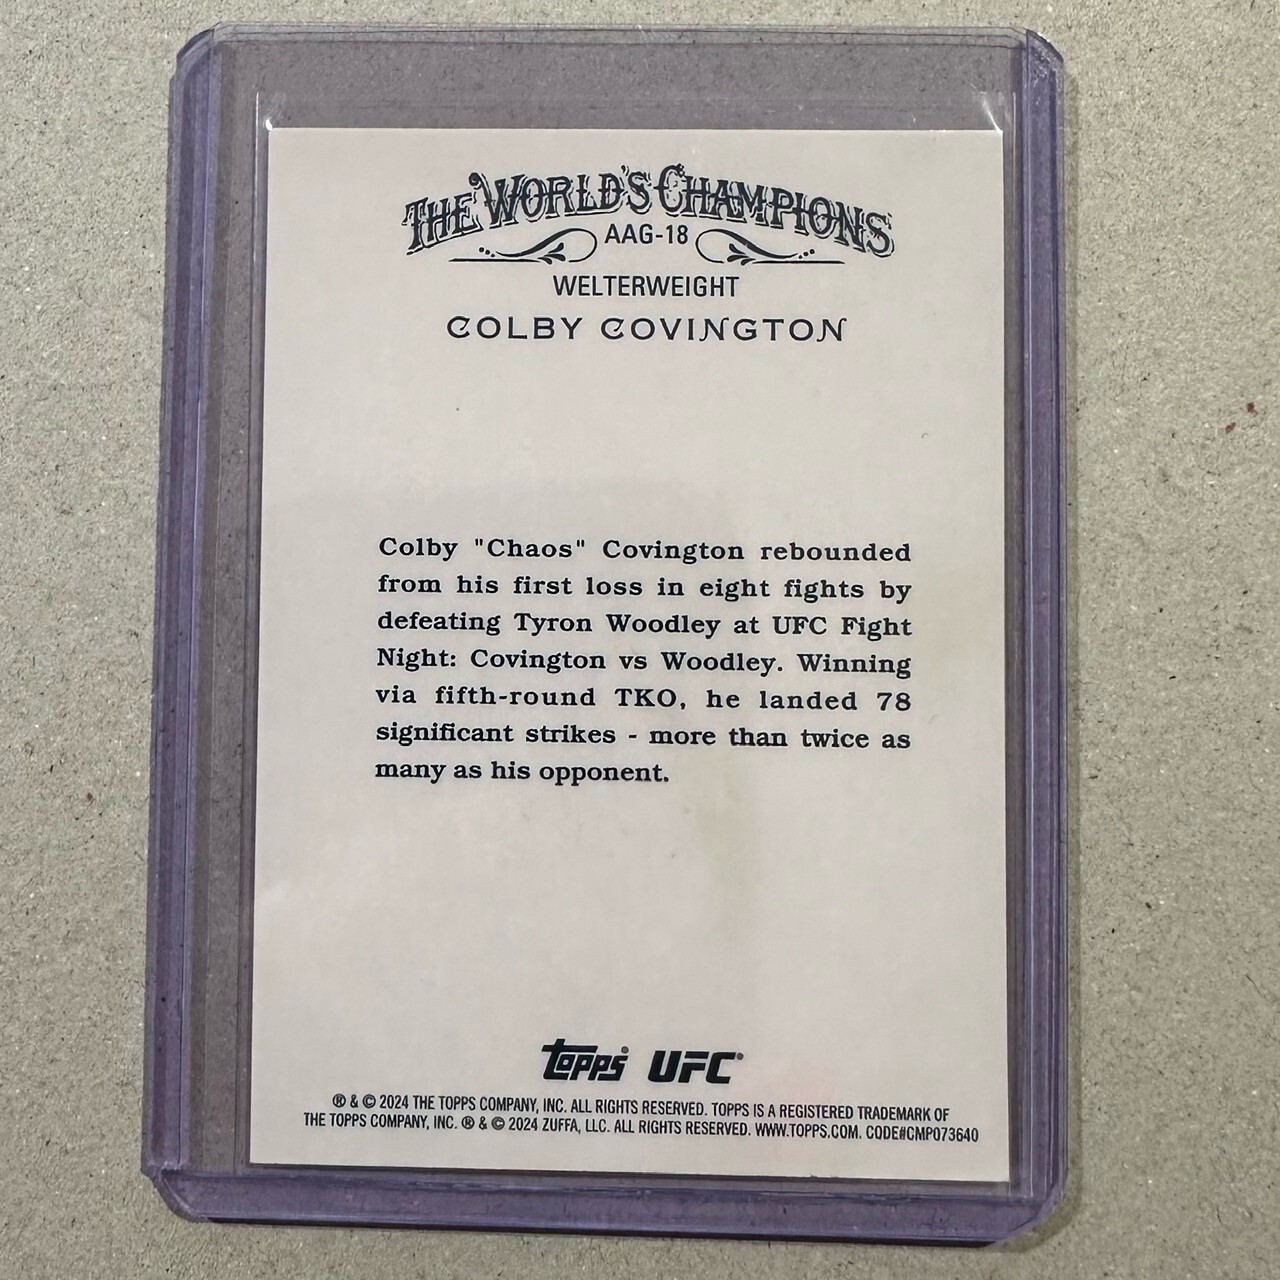 THE WORLD'S CHAMPIONS
AAG-18
WELTERWEIGHT
COLBY COVINGTON
Colby "Chaos" Covington rebounded
from his first loss in eight fights by
defeating Tyron Woodley at UFC Fight
Night: Covington vs Woodley. Winning
via fifth-round TKO, he landed 78
significant strikes - more than twice as
many as his opponent.
topps UFC
® & © 2024 THE TOPPS COMPANY, INC. ALL RIGHTS RESERVED. TOPPS IS A REGISTERED TRADEMARK OF
THE TOPPS COMPANY, INC. ® & © 2024 ZUFFA, LLC. ALL RIGHTS RESERVED. WWW.TOPPS.COM. CODE#CMP073640